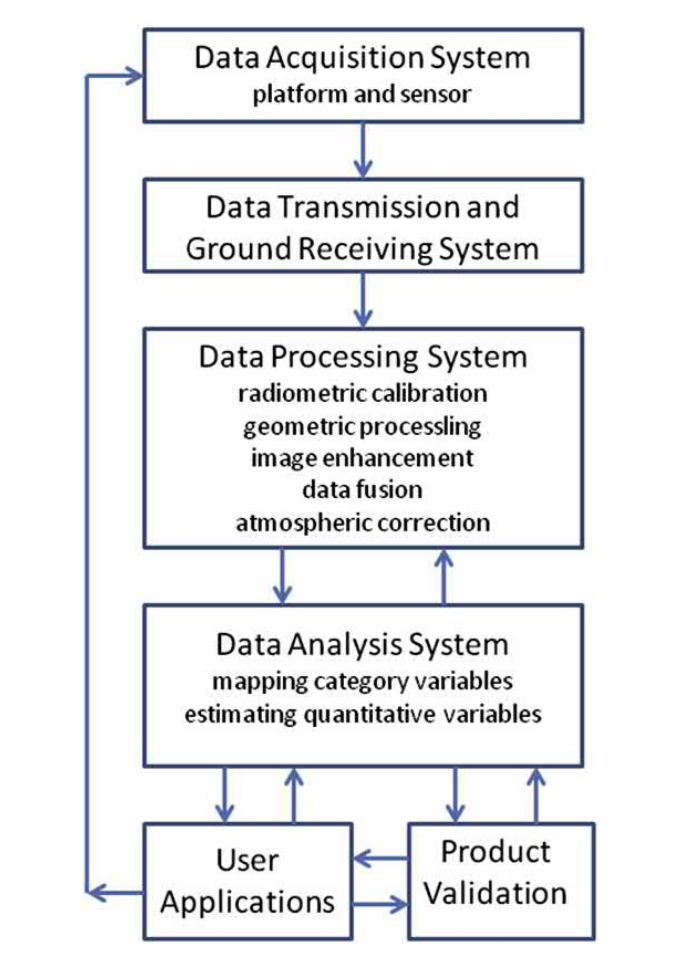 Data Acquisition System
platform and sensor
Data Transmission and
Ground Receiving System
Data Processing System
radiometric calibration
geometric processling
image enhancement
data fusion
atmospheric correction
Data Analysis System
mapping category variables
estimating quantitative variables
User
Applications
Product
Validation